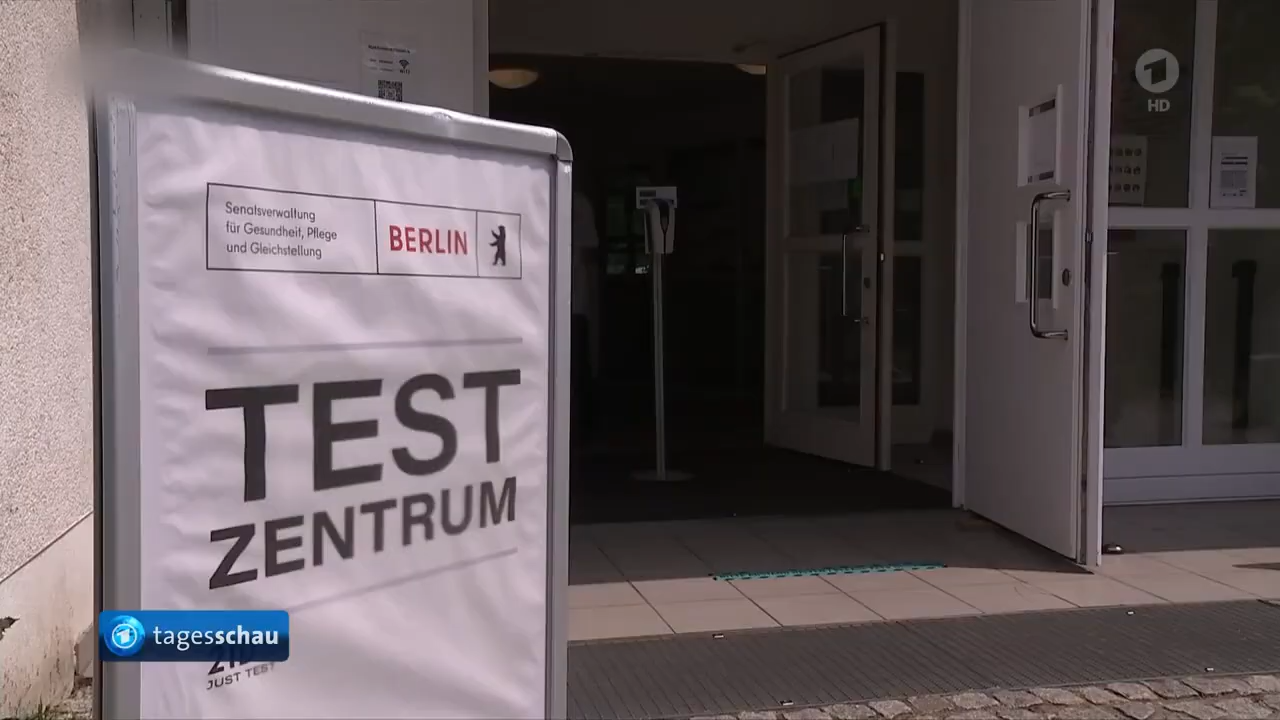 HD
Senatsverwaltung
für Gesundheit, Pflege
und Gleichstellung
BERLIN
TEST
ZENTRUM
tagesschau
JUST TEST